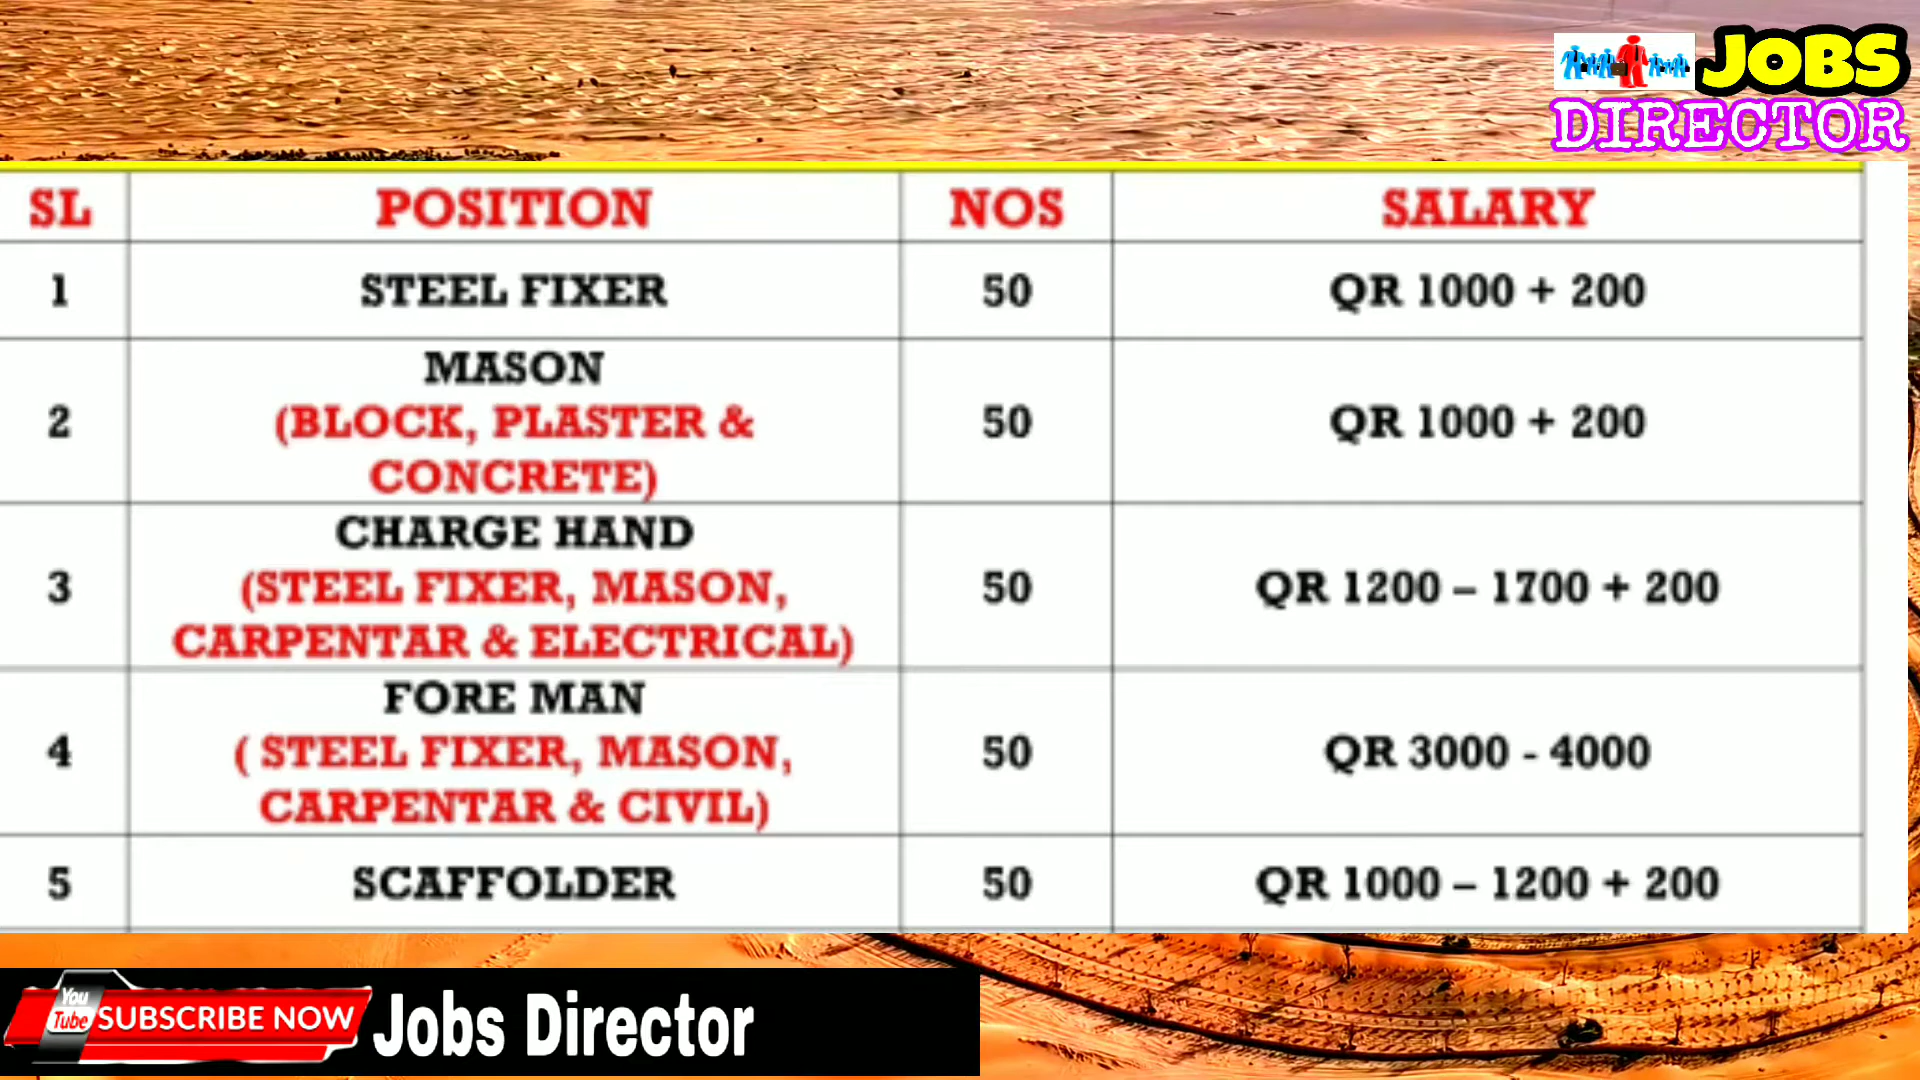 JOBS
DIRECTOR
SL POSITION NOS SALARY
1 STEEL FIXER 50 QR 1000 + 200
MASON
2 (BLOCK, PLASTER & 50 QR 1000 + 200
CONCRETE)
CHARGE HAND
3 (STEEL FIXER, MASON, 50 QR 1200 – 1700 + 200
CARPENTAR & ELECTRICAL)
FORE MAN
4 ( STEEL FIXER, MASON, 50 QR 3000 - 4000
CARPENTAR & CIVIL)
5 SCAFFOLDER 50 QR 1000 – 1200 + 200
You
Tube SUBSCRIBE NOW Jobs Director